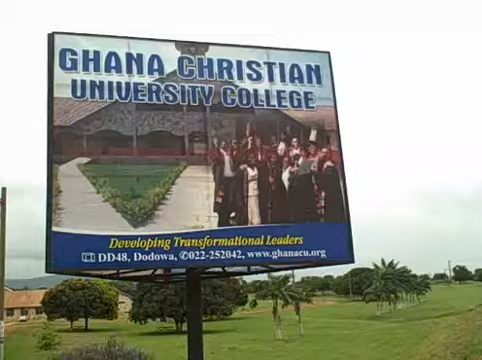 GHANA CHRISTIAN
UNIVERSITY COLLEGE
Developing Transformational Leaders
DD48, Dodowa, ✆022-252042, www.ghanacu.org